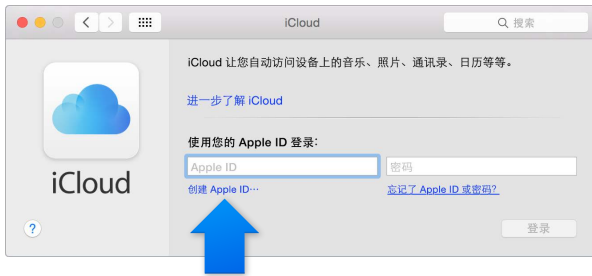 iCloud
搜索
iCloud 让您自动访问设备上的音乐、照片、通讯录、日历等等。
进一步了解 iCloud
使用您的 Apple ID 登录：
Apple ID
密码
iCloud
创建 Apple ID…
忘记了 Apple ID 或密码？
?
登录